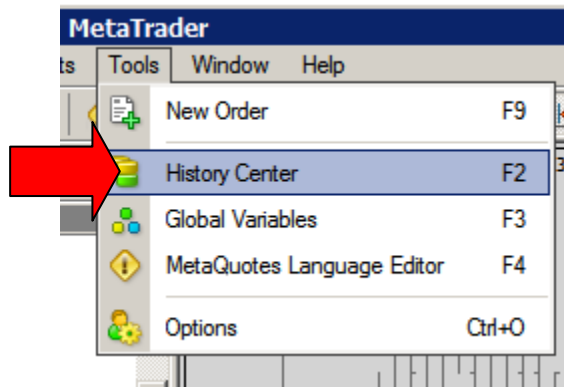 MetaTrader
ts Tools Window Help
New Order F9
History Center F2
Global Variables F3
MetaQuotes Language Editor F4
Options Ctrl+O